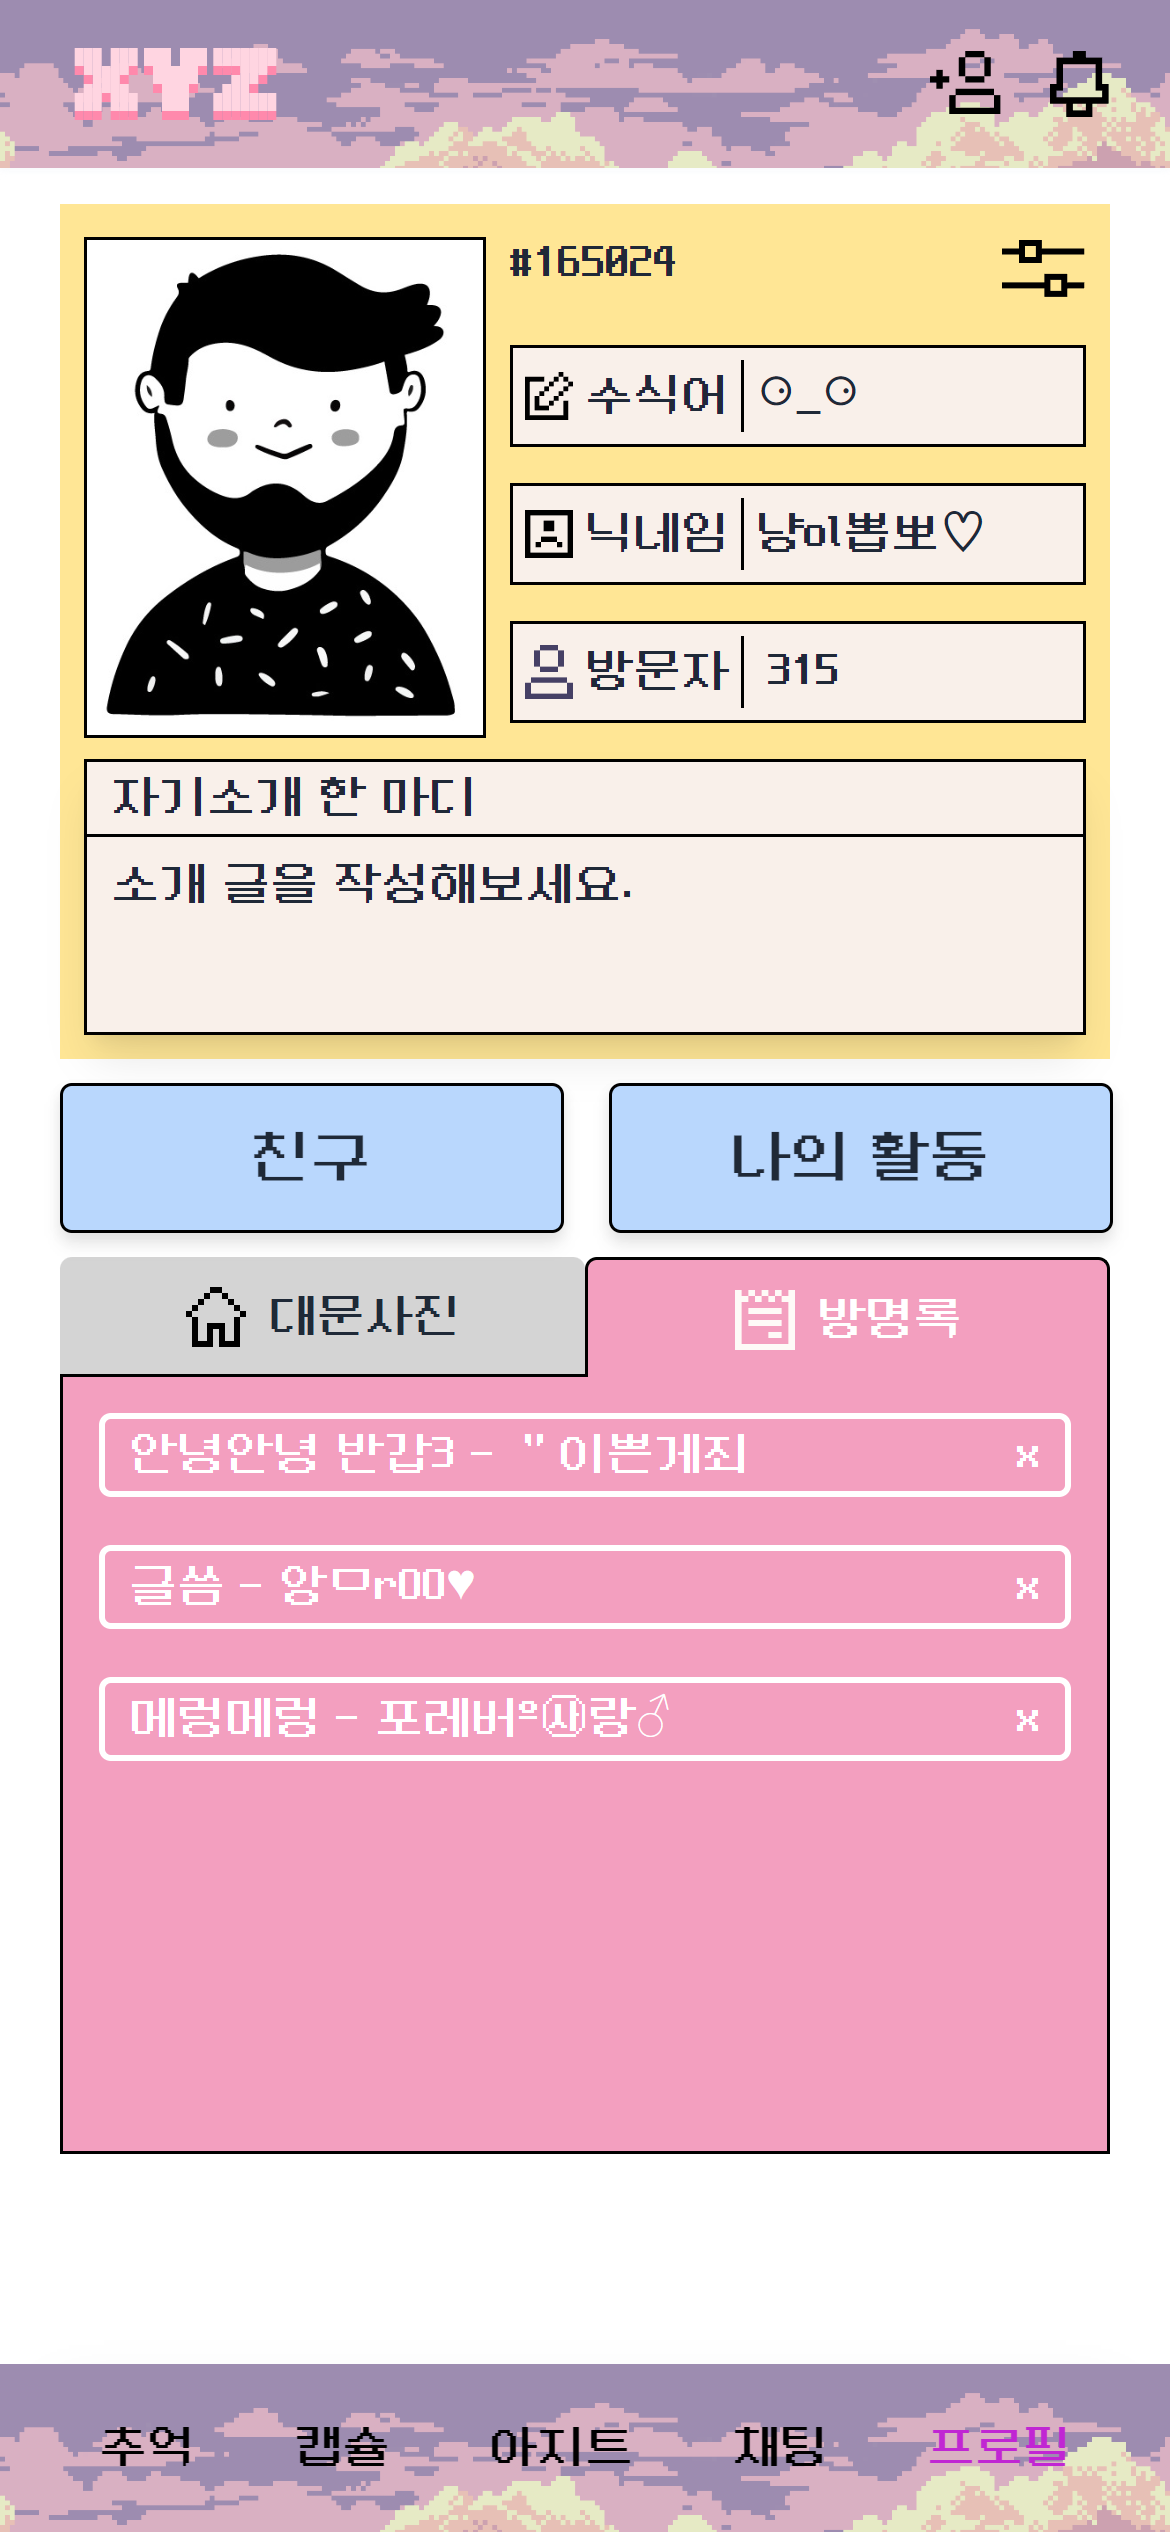 XYZ
#165024
수식어 ⚆_⚆
닉네임 냥ol뽑뽀♡
방문자 315
자기소개 한 마디
소개 글을 작성해보세요.
친구 나의 활동
대문사진 방명록
안녕안녕 반갑3 - " 이쁜게죄 x
글씀 - 앙ㅁr00♥ x
메렁메렁 - 포레버º㉴랑♂ x
추억 캡슐 아지트 채팅 프로필